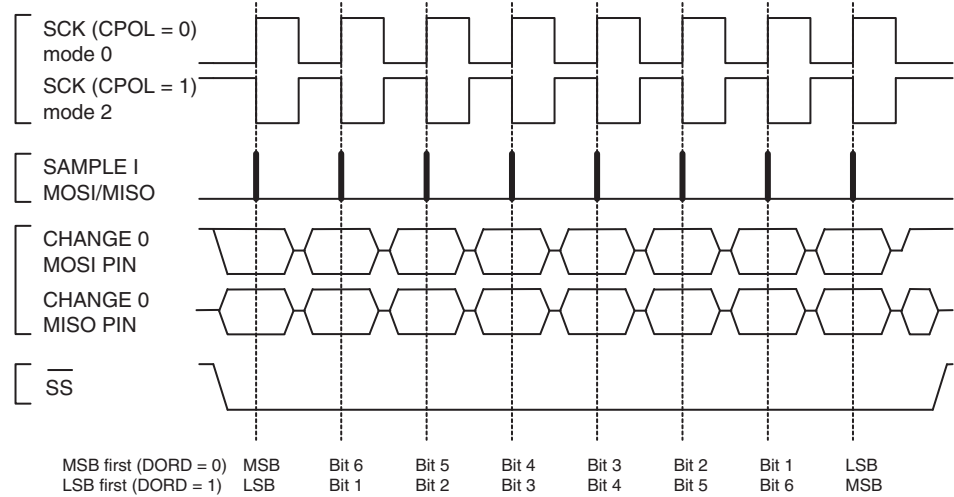 SCK (CPOL = 0)
mode 0
SCK (CPOL = 1)
mode 2
SAMPLE I
MOSI/MISO
CHANGE 0
MOSI PIN
CHANGE 0
MISO PIN
SS
MSB first (DORD = 0) MSB Bit 6 Bit 5 Bit 4 Bit 3 Bit 2 Bit 1 LSB
LSB first (DORD = 1) LSB Bit 1 Bit 2 Bit 3 Bit 4 Bit 5 Bit 6 MSB